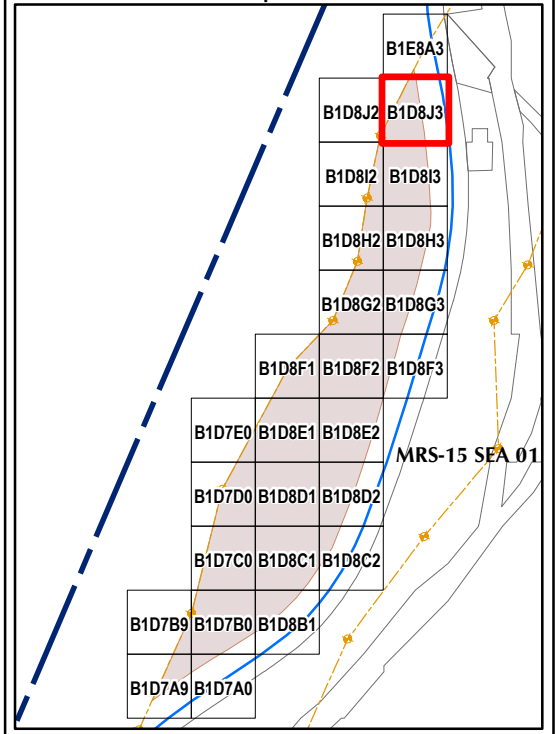 B1E8A3
B1D8J2 B1D8J3
B1D8I2 B1D8I3
B1D8H2 B1D8H3
B1D8G2 B1D8G3
B1D8F1 B1D8F2 B1D8F3
B1D7E0 B1D8E1 B1D8E2
MRS-15 SEA 01
B1D7D0 B1D8D1 B1D8D2
B1D7C0 B1D8C1 B1D8C2
B1D7B9 B1D7B0 B1D8B1
B1D7A9 B1D7A0